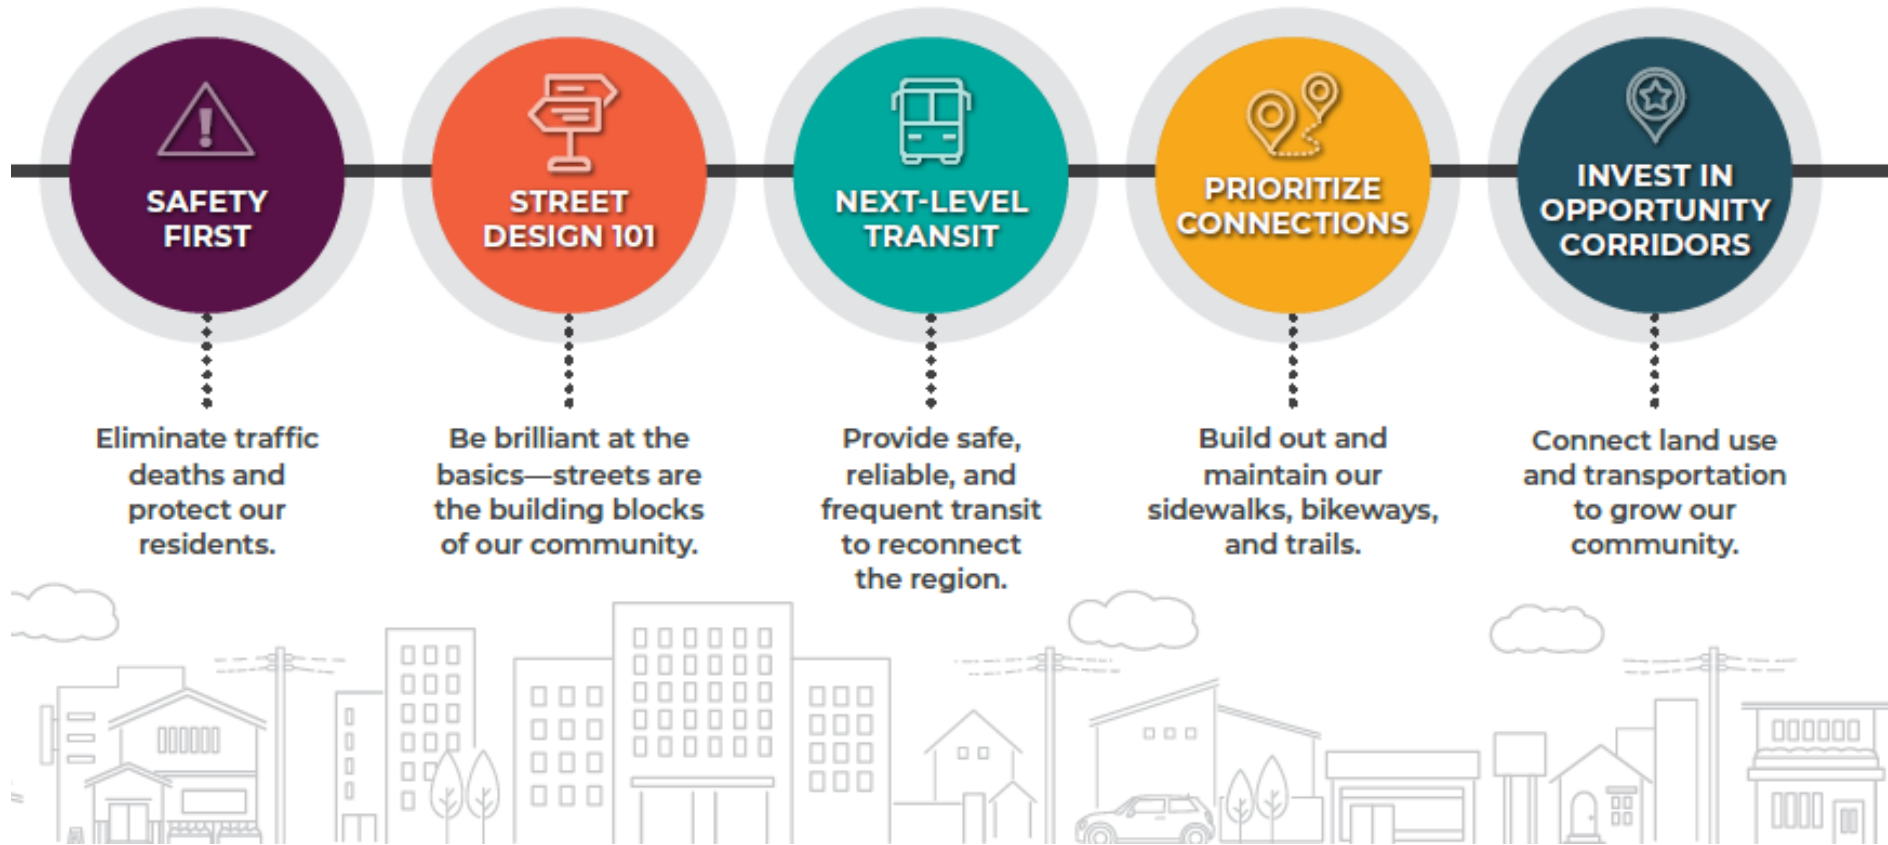 SAFETY
FIRST
Eliminate traffic
deaths and
protect our
residents.
STREET
DESIGN 101
Be brilliant at the
basics—streets are
the building blocks
of our community.
NEXT-LEVEL
TRANSIT
Provide safe,
reliable, and
frequent transit
to reconnect
the region.
PRIORITIZE
CONNECTIONS
Build out and
maintain our
sidewalks, bikeways,
and trails.
INVEST IN
OPPORTUNITY
CORRIDORS
Connect land use
and transportation
to grow our
community.